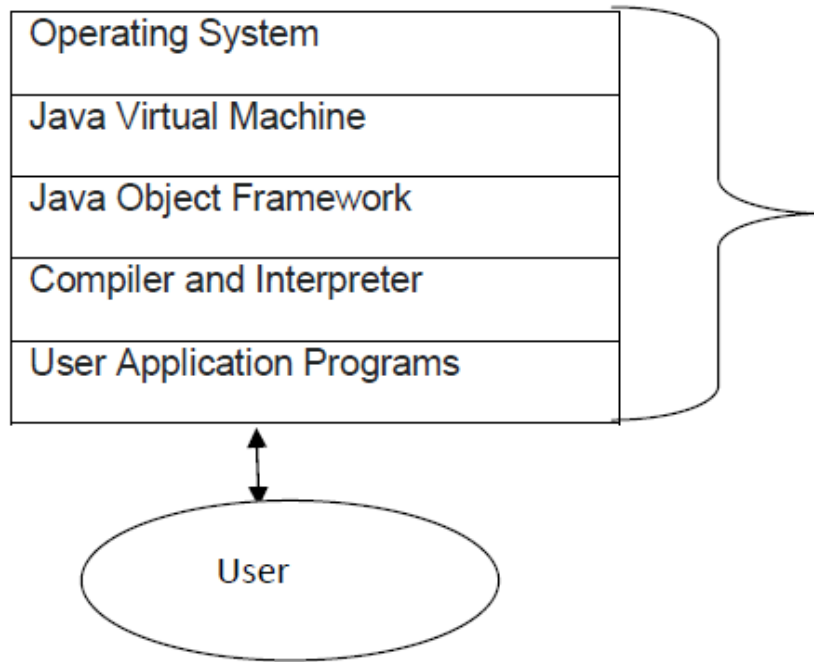 Operating System
Java Virtual Machine
Java Object Framework
Compiler and Interpreter
User Application Programs
User